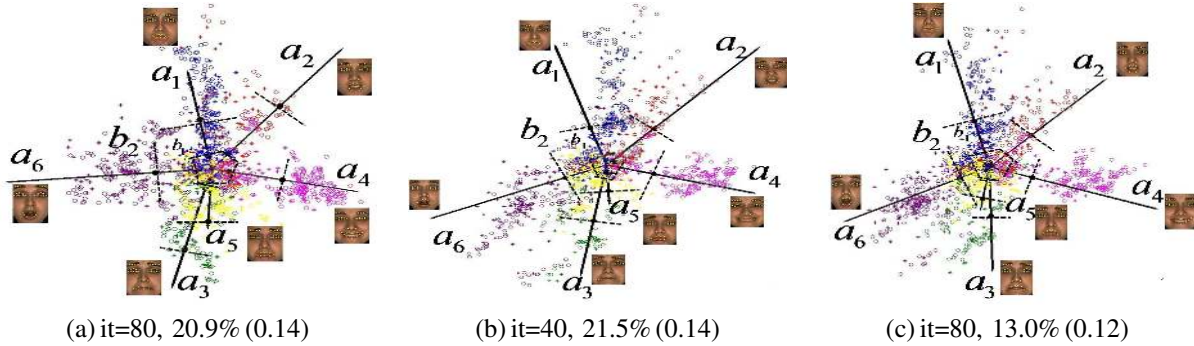 a1
a2
b2
b1
a6
a4
a5
a3
(a) it=80, 20.9% (0.14)
a1
a2
b2
b1
a4
a5
a6
a3
(b) it=40, 21.5% (0.14)
a1
a2
b2
b1
a4
a5
a6
a3
(c) it=80, 13.0% (0.12)